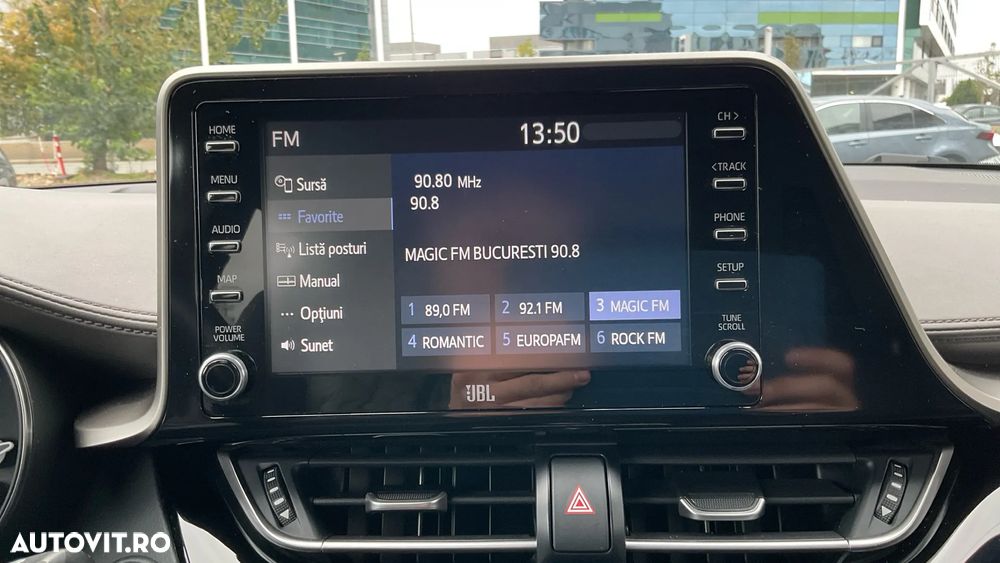 HOME
MENU
AUDIO
MAP
POWER
VOLUME
FM
13:50
Sursă
Favorite
Listă posturi
Manual
Opţiuni
Sunet
90.80 MHz
90.8
MAGIC FM BUCURESTI 90.8
1 89,0 FM
2 92.1 FM
3 MAGIC FM
4 ROMANTIC
5 EUROPAFM
6 ROCK FM
CH >
< TRACK
PHONE
SETUP
TUNE
SCROLL
JBL
AUTOVIT.RO